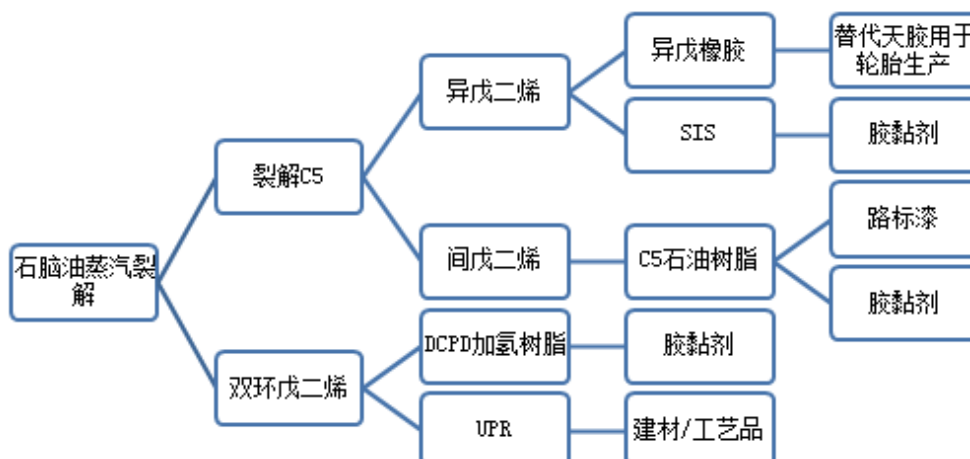 石脑油蒸汽裂
解
裂解C5
双环戊二烯
异戊二烯
间戊二烯
DCPD加氢树脂
UPR
异戊橡胶
SIS
C5石油树脂
胶黏剂
建材/工艺品
替代天胶用于
轮胎生产
胶黏剂
路标漆
胶黏剂